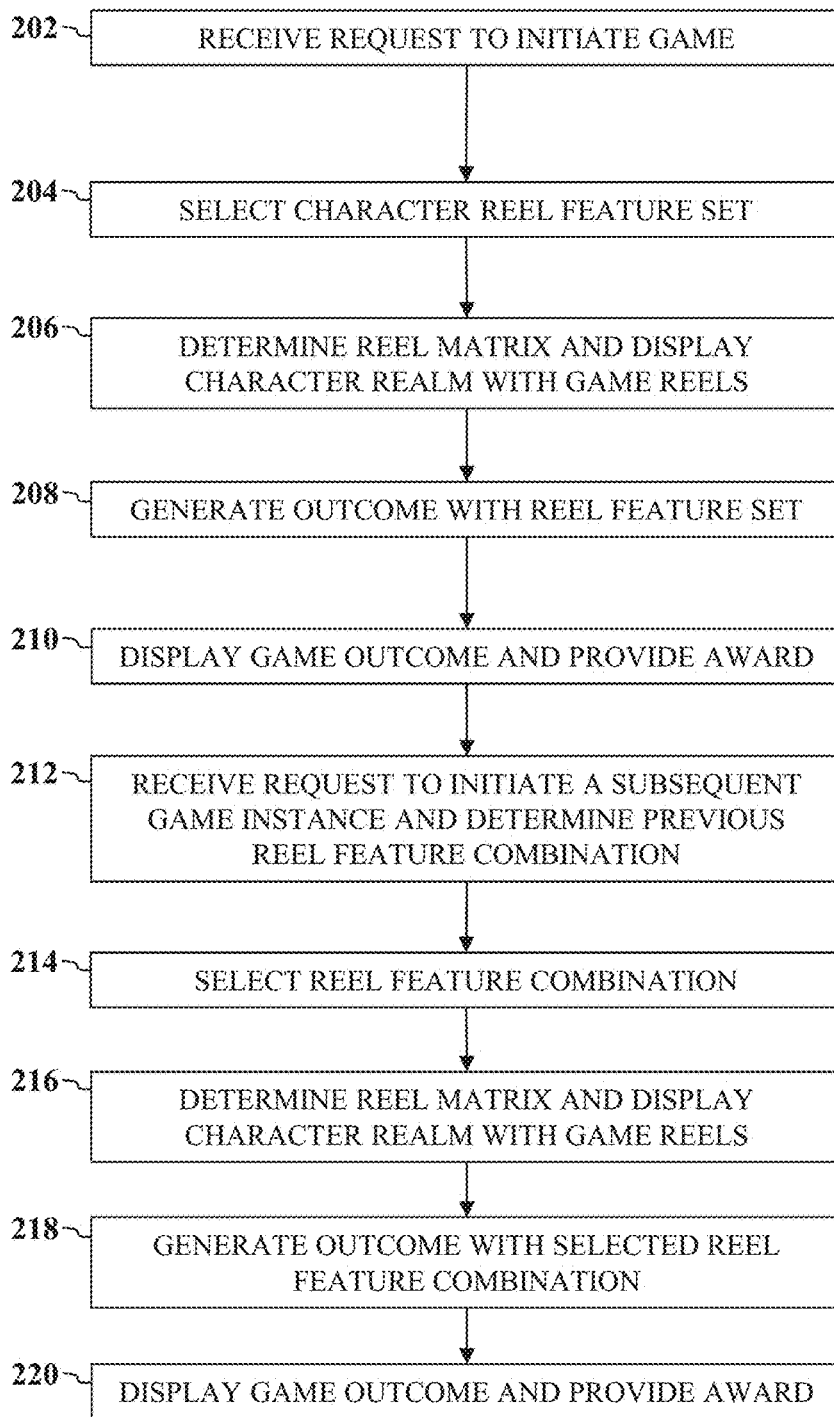 202
RECEIVE REQUEST TO INITIATE GAME
204
SELECT CHARACTER REEL FEATURE SET
206
DETERMINE REEL MATRIX AND DISPLAY
CHARACTER REALM WITH GAME REELS
208
GENERATE OUTCOME WITH REEL FEATURE SET
210
DISPLAY GAME OUTCOME AND PROVIDE AWARD
212
RECEIVE REQUEST TO INITIATE A SUBSEQUENT
GAME INSTANCE AND DETERMINE PREVIOUS
REEL FEATURE COMBINATION
214
SELECT REEL FEATURE COMBINATION
216
DETERMINE REEL MATRIX AND DISPLAY
CHARACTER REALM WITH GAME REELS
218
GENERATE OUTCOME WITH SELECTED REEL
FEATURE COMBINATION
220
DISPLAY GAME OUTCOME AND PROVIDE AWARD